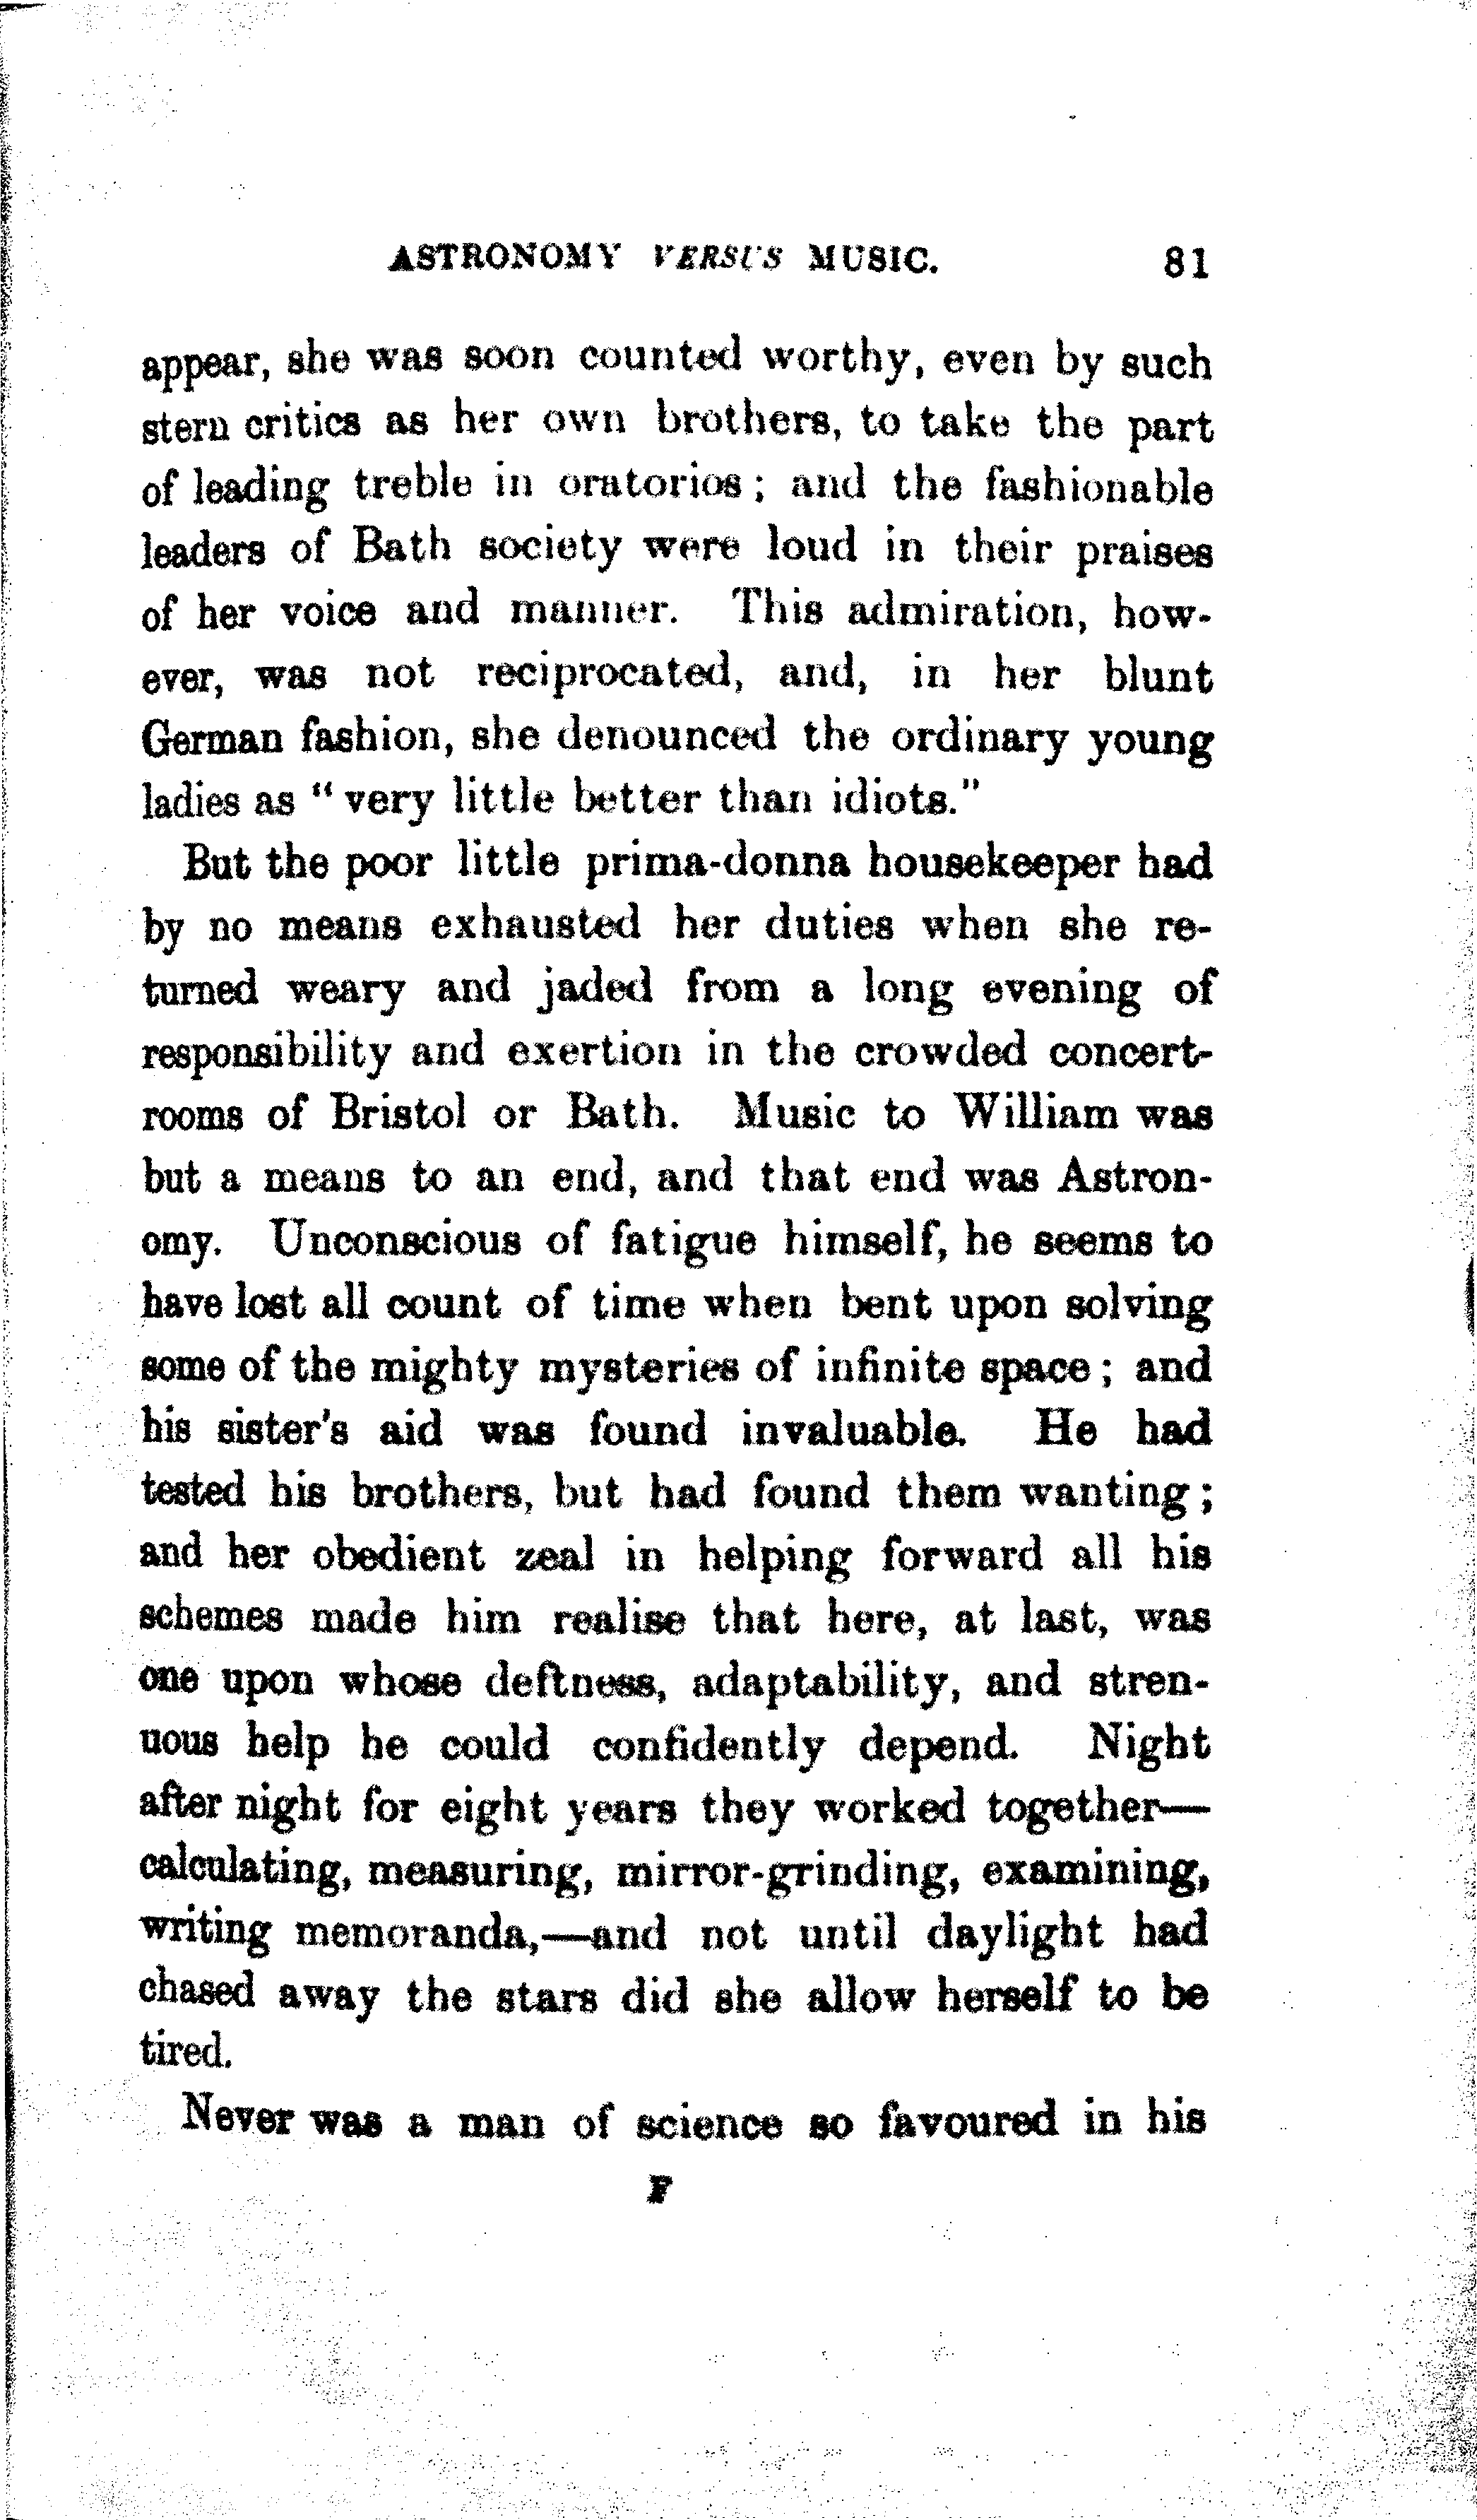 ASTRONOMY VERSUS MUSIC. 81
appear, she was soon counted worthy, even by such
stern critics as her own brothers, to take the part
of leading treble in oratorios; and the fashionable
leaders of Bath society were loud in their praises
of her voice and manner. This admiration, how-
ever, was not reciprocated, and, in her blunt
German fashion, she denounced the ordinary young
ladies as "very little better than idiots."
But the poor little prima-donna housekeeper had
by no means exhausted her duties when she re-
turned weary and jaded from a long evening of
responsibility and exertion in the crowded concert-
rooms of Bristol or Bath. Music to William was
but a means to an end, and that end was Astron-
omy. Unconscious of fatigue himself, he seems to
have lost all count of time when bent upon solving
some of the mighty mysteries of infinite space; and
his sister's aid was found invaluable. He had
tested his brothers, but had found them wanting;
and her obedient zeal in helping forward all his
schemes made him realise that here, at last, was
one upon whose deftness, adaptability, and stren-
uous help he could confidently depend. Night
after night for eight years they worked together—
calculating, measuring, mirror-grinding, examining,
writing memoranda,—and not until daylight had
chased away the stars did she allow herself to be
tired.
Never was a man of science so favoured in his
F